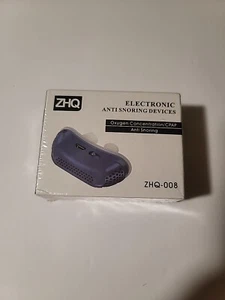 ZHQ
ELECTRONIC
ANTI SNORING DEVICES
Oxygen Concentration/CPAP
Anti Snoring
ZHQ-008